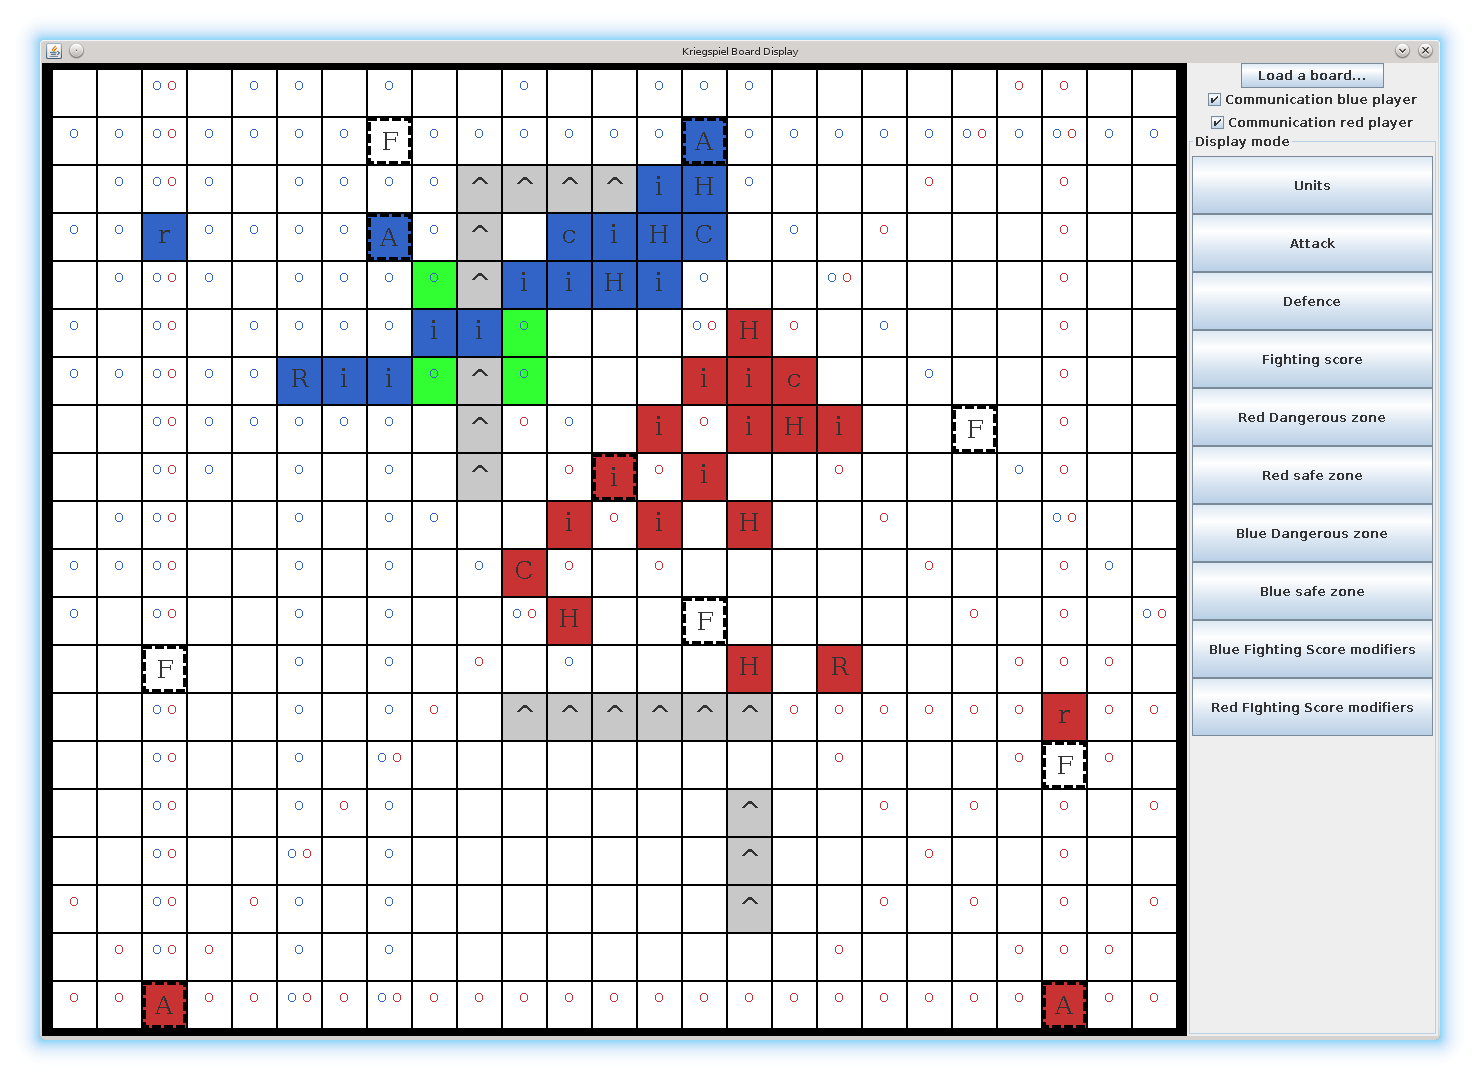 Kriegspiel Board Display
o o o o o o o o o o o
o o o o o o o o F o o o o o o A o o o o o o o o o o o o
o o o o o o o o ^ ^ ^ ^ i H o o o
o o r o o o o A o ^ c i H C o o o
o o o o o o o o ^ i i H i o o o o
o o o o o o o i i o o o H o o o
o o o o o o R i i o ^ o i i c o o
o o o o o o o ^ o o i o i H i F o
o o o o o ^ o i o i o o o
o o o o o o i o i H o o o
o o o o o o o C o o o o o
o o o o o o o H F o o o o
F o o o o H R o o o
o o o o o ^ ^ ^ ^ ^ ^ o o o o o o r o o
o o o o o o o F o
o o o o o ^ o o o o
o o o o o ^ o o
o o o o o o ^ o o o o
o o o o o o o o o o
o o A o o o o o o o o o o o o o o o o o o o o o A o o
Load a board...
Communication blue player
Communication red player
Display mode
Units
Attack
Defence
Fighting score
Red Dangerous zone
Red safe zone
Blue Dangerous zone
Blue safe zone
Blue Fighting Score modifiers
Red FIghting Score modifiers